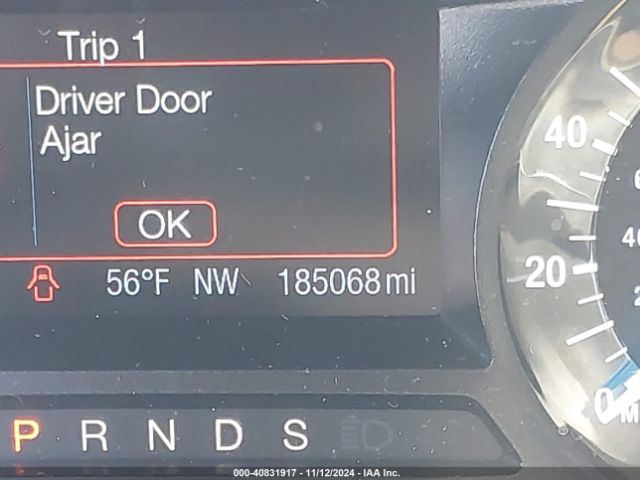 Trip 1
Driver Door
Ajar
OK
56°F NW 185068 mi
P R N D S
40
20
0
000-40831917 - 11/12/2024 - IAA Inc.